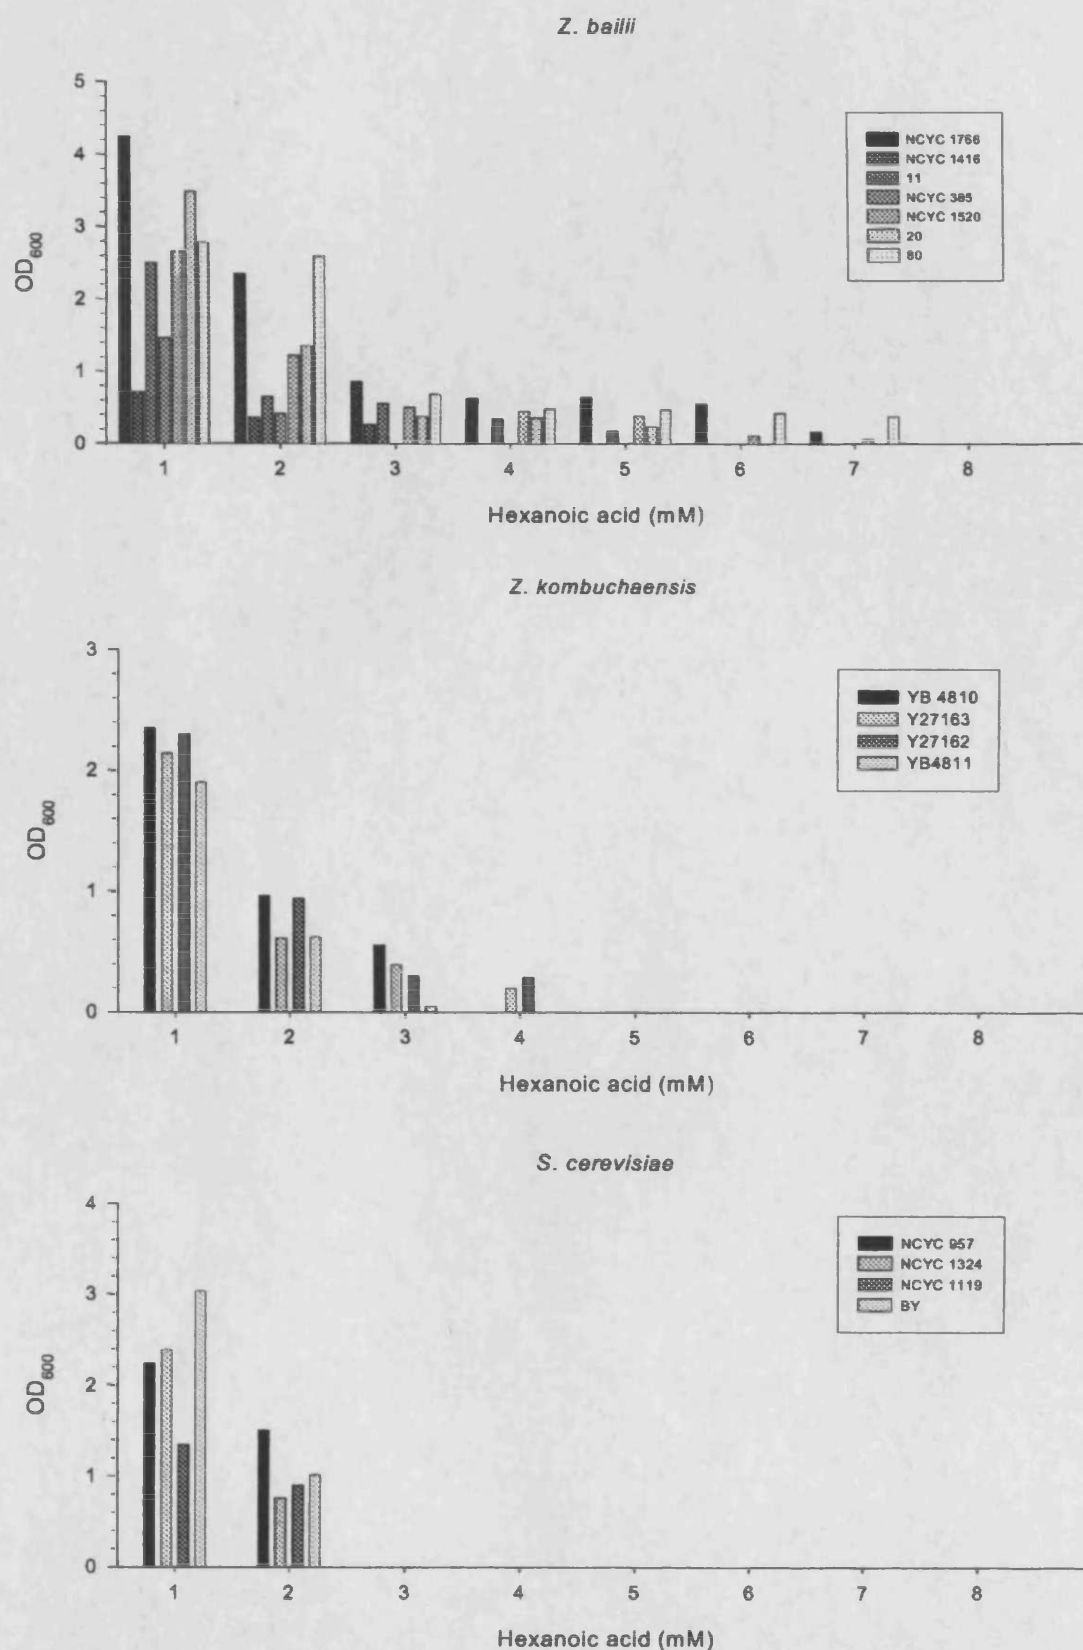 Z. bailii
5
4
3
2
1
0
OD600
NCYC 1766
NCYC 1416
11
NCYC 385
NCYC 1520
20
80
1 2 3 4 5 6 7 8
Hexanoic acid (mM)
Z. kombuchaensis
3
2
1
0
OD600
YB 4810
Y27163
Y27162
YB4811
1 2 3 4 5 6 7 8
Hexanoic acid (mM)
S. cerevisiae
4
3
2
1
0
OD600
NCYC 957
NCYC 1324
NCYC 1119
BY
1 2 3 4 5 6 7 8
Hexanoic acid (mM)